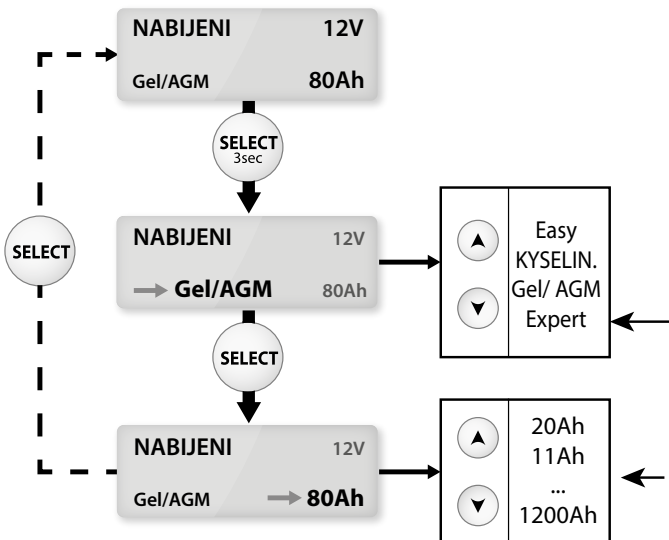 NABIJENI 12V
Gel/AGM 80Ah
SELECT
3sec
SELECT
NABIJENI 12V
Gel/AGM 80Ah
Easy
KYSELIN.
Gel/ AGM
Expert
SELECT
NABIJENI 12V
Gel/AGM 80Ah
20Ah
11Ah
...
1200Ah